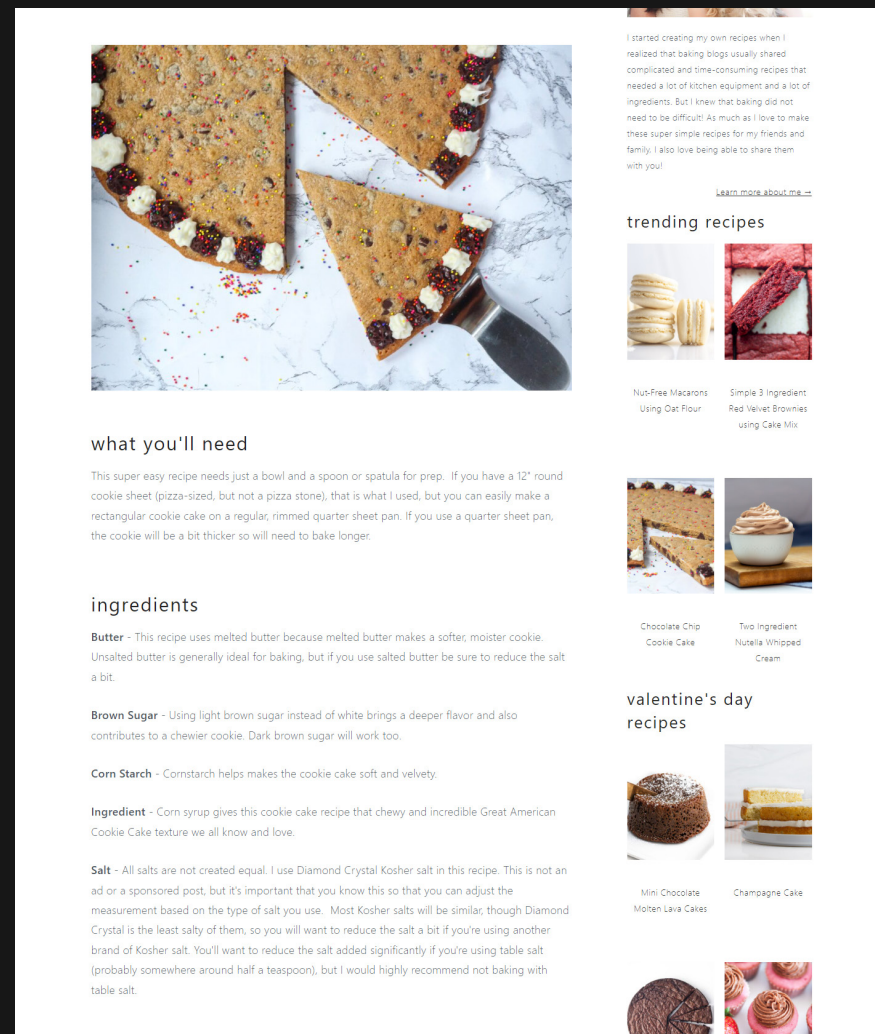 what you'll need
This super easy recipe needs just a bowl and a spoon or spatula for prep.  If you have a 12" round
cookie sheet (pizza-sized, but not a pizza stone), that is what I used, but you can easily make a
rectangular cookie cake on a regular, rimmed quarter sheet pan. If you use a quarter sheet pan,
the cookie will be a bit thicker so will need to bake longer.
ingredients
Butter - This recipe uses melted butter because melted butter makes a softer, moister cookie.
Unsalted butter is generally ideal for baking, but if you use salted butter be sure to reduce the salt
a bit.
Brown Sugar - Using light brown sugar instead of white brings a deeper flavor and also
contributes to a chewier cookie. Dark brown sugar will work too.
Corn Starch - Cornstarch helps makes the cookie cake soft and velvety.
Ingredient - Corn syrup gives this cookie cake recipe that chewy and incredible Great American
Cookie Cake texture we all know and love.
Salt - All salts are not created equal. I use Diamond Crystal Kosher salt in this recipe. This is not an
ad or a sponsored post, but it's important that you know this so that you can adjust the
measurement based on the type of salt you use.  Most Kosher salts will be similar, though Diamond
Crystal is the least salty of them, so you will want to reduce the salt a bit if you're using another
brand of Kosher salt. You'll want to reduce the salt added significantly if you're using table salt
(probably somewhere around half a teaspoon), but I would highly recommend not baking with
table salt.
I started creating my own recipes when I
realized that baking blogs usually shared
complicated and time-consuming recipes that
needed a lot of kitchen equipment and a lot of
ingredients. But I knew that baking did not
need to be difficult! As much as I love to make
these super simple recipes for my friends and
family, I also love being able to share them
with you!
Learn more about me →
trending recipes
Nut-Free Macarons
Using Oat Flour
Simple 3 Ingredient
Red Velvet Brownies
using Cake Mix
Chocolate Chip
Cookie Cake
Two Ingredient
Nutella Whipped
Cream
valentine's day
recipes
Mini Chocolate
Molten Lava Cakes
Champagne Cake